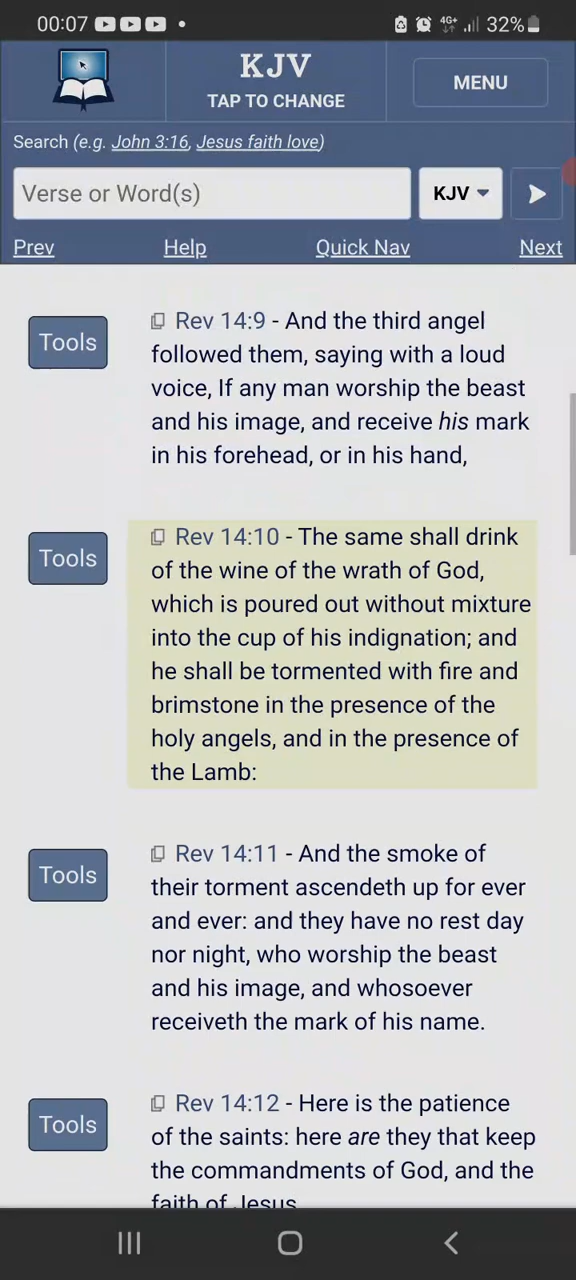 00:07
4G+ 32%
KJV
TAP TO CHANGE
MENU
Search (e.g. John 3:16, Jesus faith love)
Verse or Word(s)
KJV
Prev Help Quick Nav Next
Tools
Rev 14:9 - And the third angel
followed them, saying with a loud
voice, If any man worship the beast
and his image, and receive his mark
in his forehead, or in his hand,
Tools
Rev 14:10 - The same shall drink
of the wine of the wrath of God,
which is poured out without mixture
into the cup of his indignation; and
he shall be tormented with fire and
brimstone in the presence of the
holy angels, and in the presence of
the Lamb:
Tools
Rev 14:11 - And the smoke of
their torment ascendeth up for ever
and ever: and they have no rest day
nor night, who worship the beast
and his image, and whosoever
receiveth the mark of his name.
Tools
Rev 14:12 - Here is the patience
of the saints: here are they that keep
the commandments of God, and the
faith of Jesus